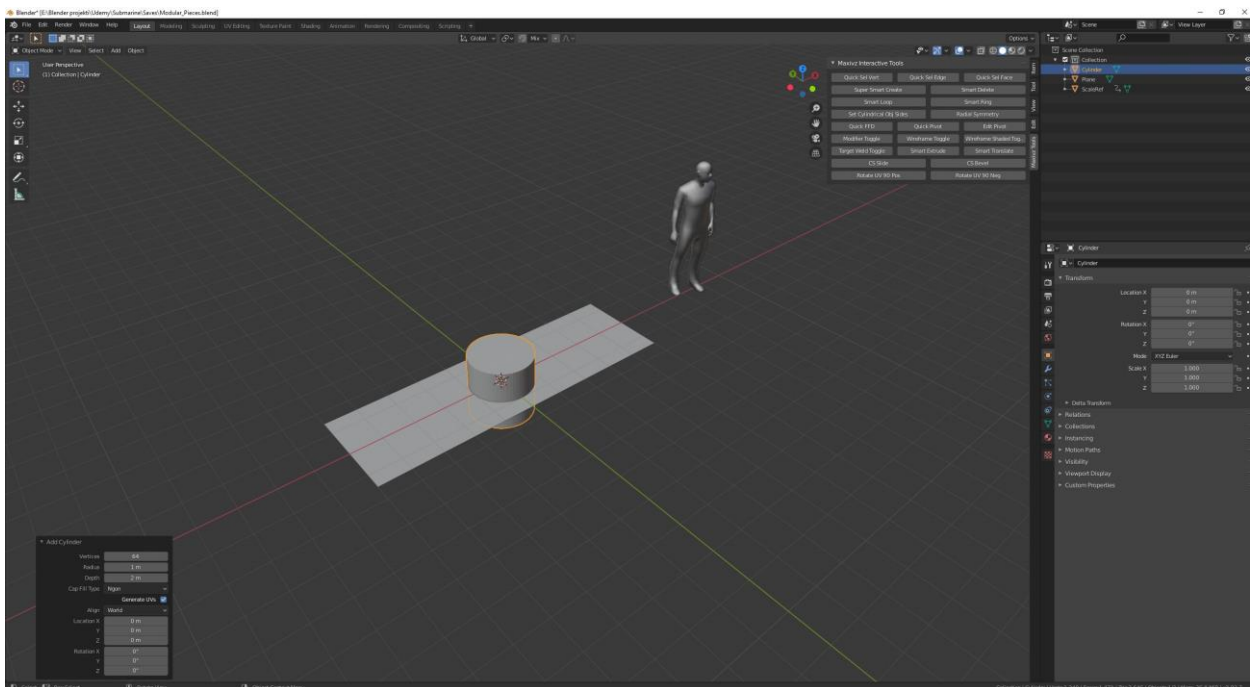 Blender* [E:\Blender projekti\Udemy\Submarine\Saves\Modular_Pieces.blend]
File Edit Render Window Help Layout Modeling Sculpting UV Editing Texture Paint Shading Animation Rendering Compositing Scripting + Scene View Layer
Global Mix Options
Object Mode View Select Add Object
User Perspective
(1) Collection | Cylinder
Maxivz Interactive Tools
Quick Sel Vert Quick Sel Edge Quick Sel Face
Super Smart Create Smart Delete
Smart Loop Smart Ring
Set Cylindrical Obj Sides Radial Symmetry
Quick FFD Quick Pivot Edit Pivot
Modifier Toggle Wireframe Toggle Wireframe Shaded Tog
Target Weld Toggle Smart Extrude Smart Translate
CS Slide CS Bevel
Rotate UV 90 Pos Rotate UV 90 Neg
Item
Tool
View
Edit
Maxivz Tools
Scene Collection
Collection
Cylinder
Plane
ScaleRef
Cylinder
Cylinder
Transform
Location X 0 m
Y 0 m
Z 0 m
Rotation X 0°
Y 0°
Z 0°
Mode XYZ Euler
Scale X 1.000
Y 1.000
Z 1.000
Delta Transform
Relations
Collections
Instancing
Motion Paths
Visibility
Viewport Display
Custom Properties
Add Cylinder
Vertices 64
Radius 1 m
Depth 2 m
Cap Fill Type Ngon
Generate UVs
Align World
Location X 0 m
Y 0 m
Z 0 m
Rotation X 0°
Y 0°
Z 0°